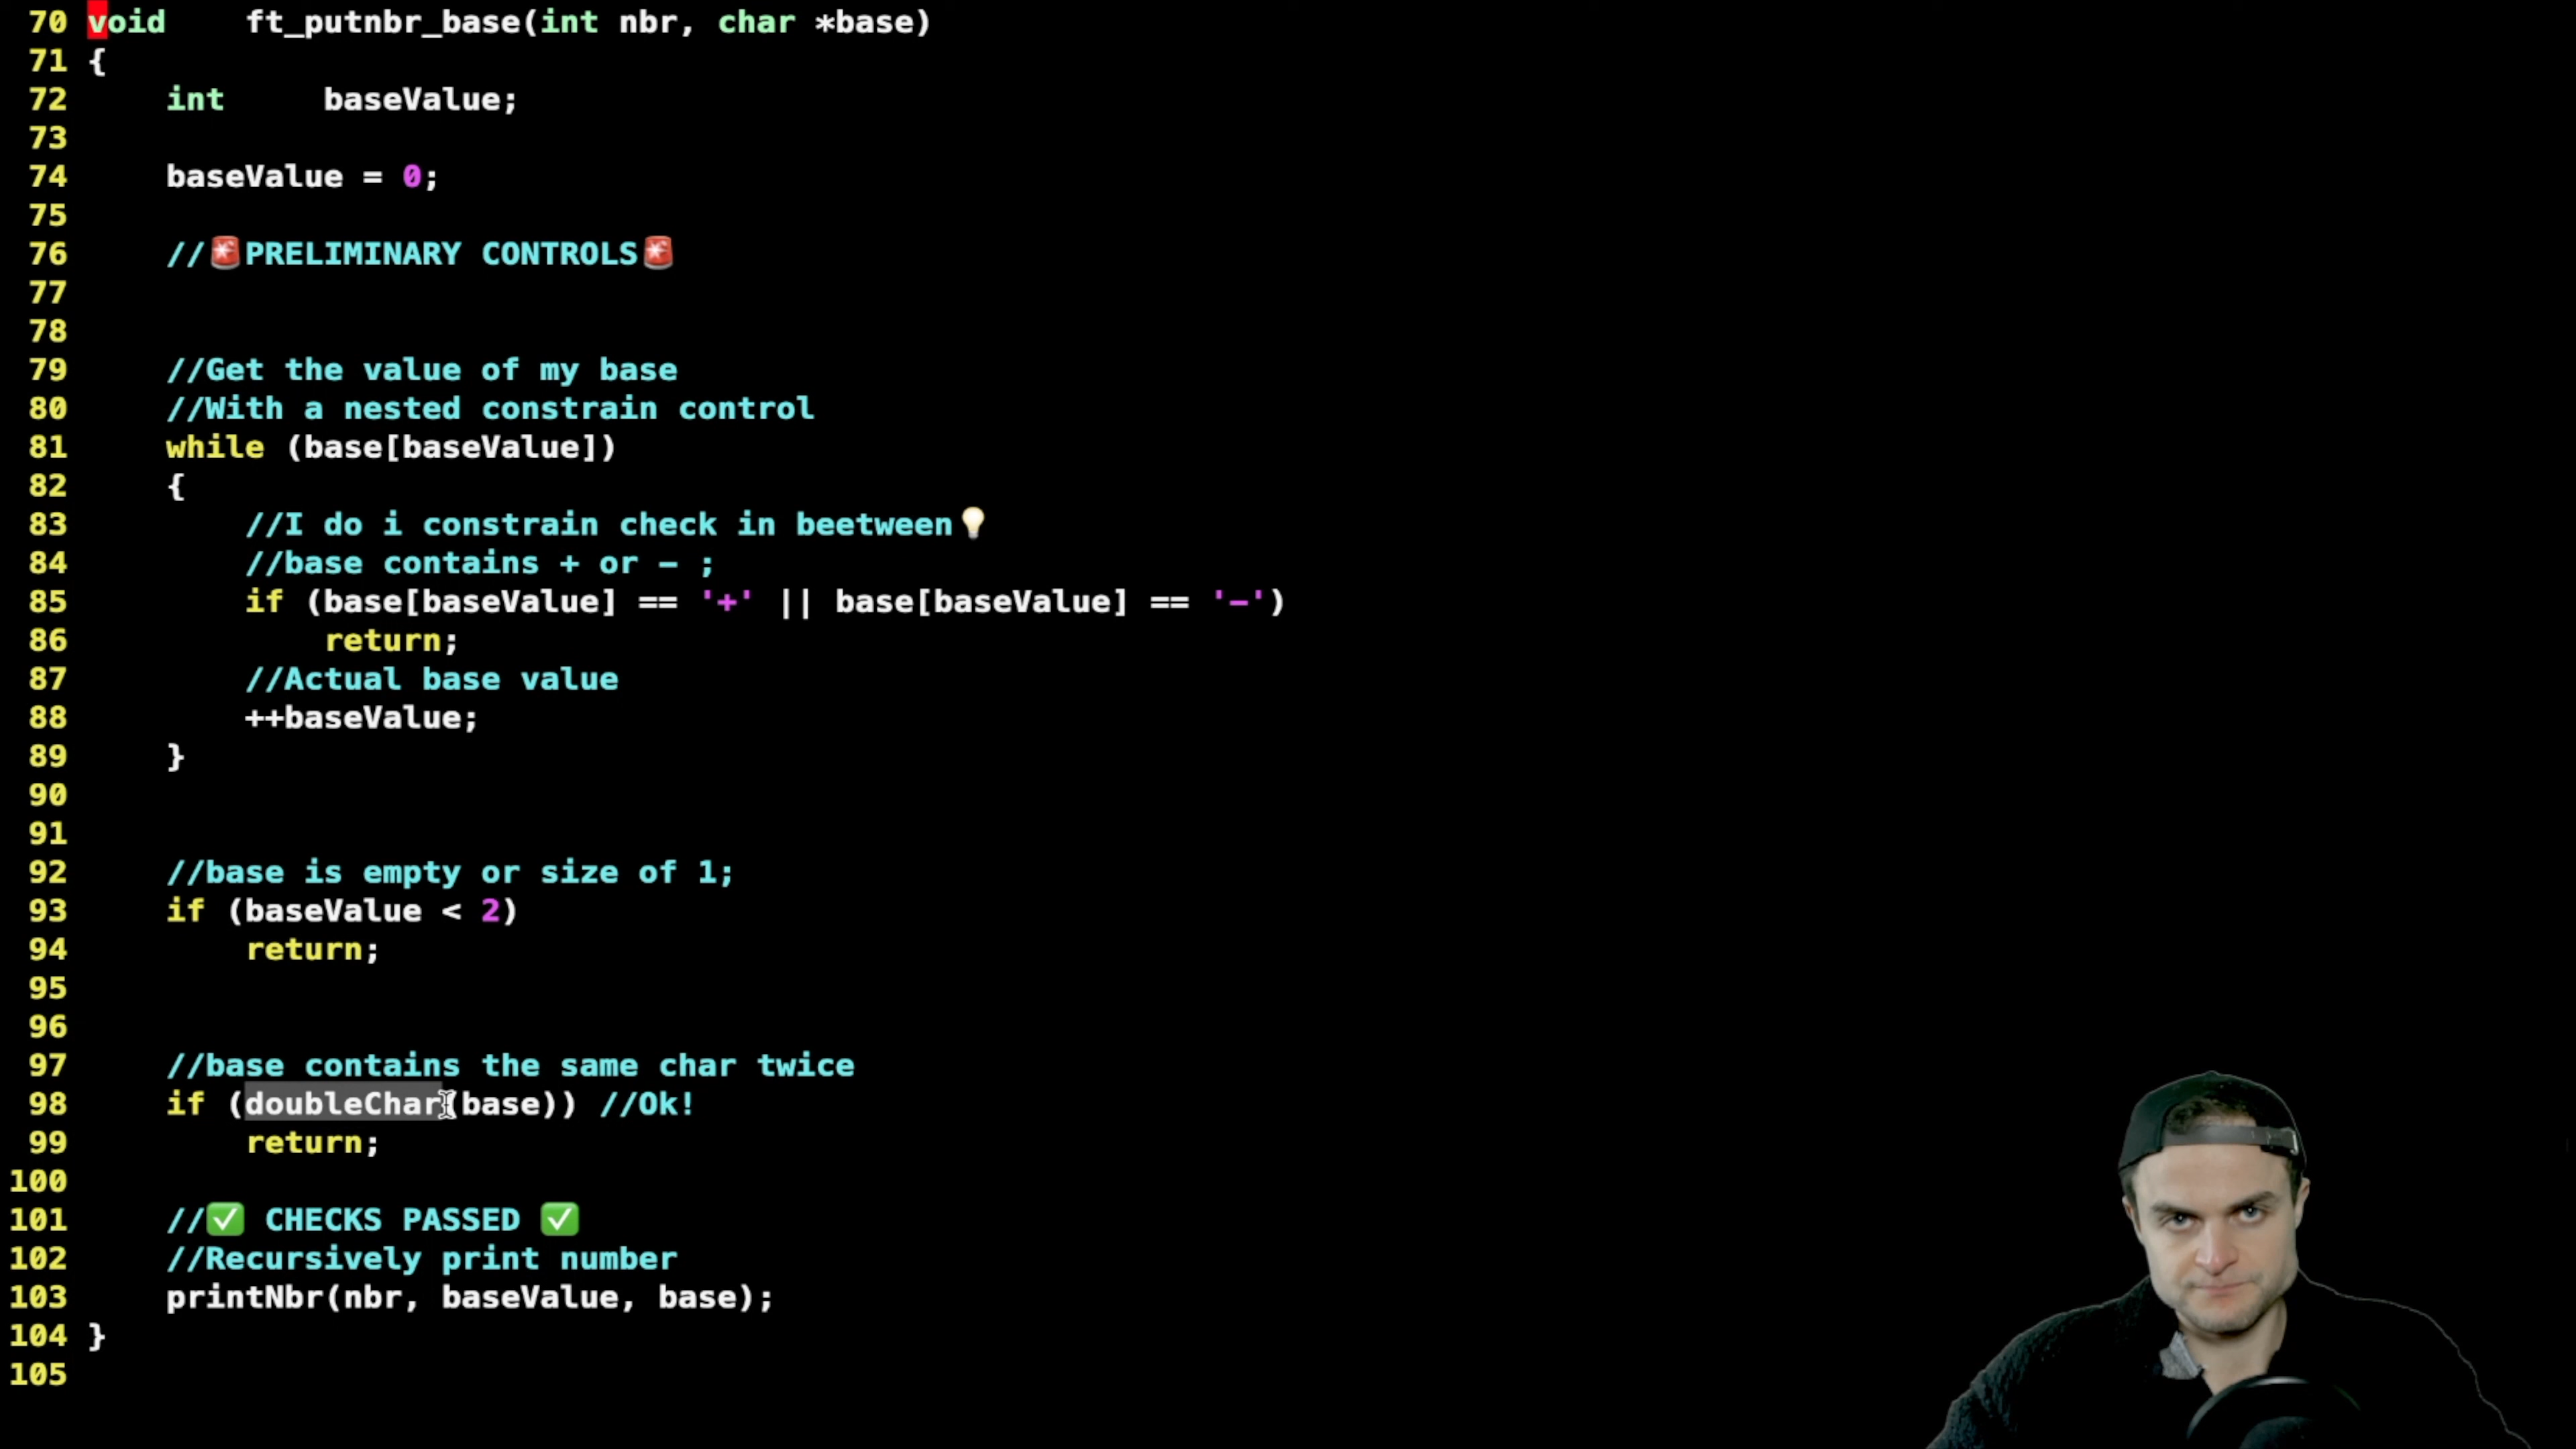 70 void ft_putnbr_base(int nbr, char *base)
71 {
72 int baseValue;
73
74 baseValue = 0;
75
76 //🚨PRELIMINARY CONTROLS🚨
77
78
79 //Get the value of my base
80 //With a nested constrain control
81 while (base[baseValue])
82 {
83 //I do i constrain check in beetween💡
84 //base contains + or - ;
85 if (base[baseValue] == '+' || base[baseValue] == '-')
86 return;
87 //Actual base value
88 ++baseValue;
89 }
90
91
92 //base is empty or size of 1;
93 if (baseValue < 2)
94 return;
95
96
97 //base contains the same char twice
98 if (doubleChar(base)) //Ok!
99 return;
100
101 //✅ CHECKS PASSED ✅
102 //Recursively print number
103 printNbr(nbr, baseValue, base);
104 }
105